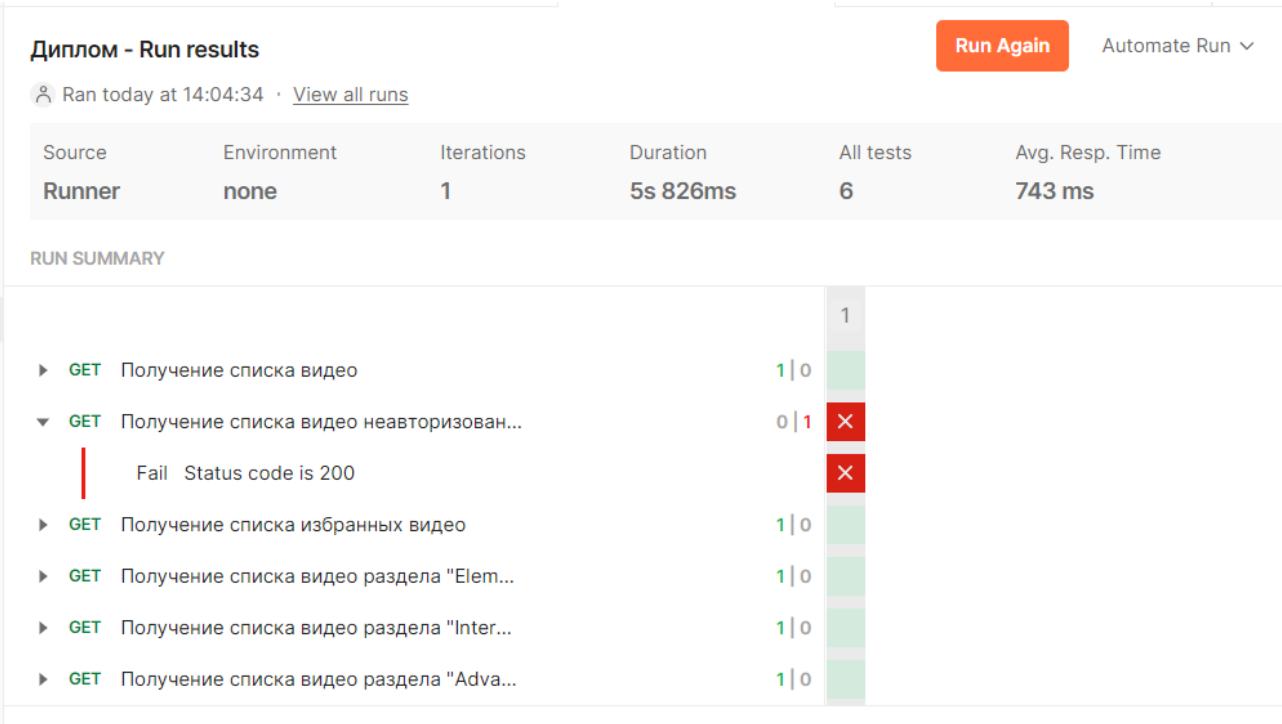 Диплом - Run results
Run Again
Automate Run
Ran today at 14:04:34 · View all runs
Source Environment Iterations Duration All tests Avg. Resp. Time
Runner none 1 5s 826ms 6 743 ms
RUN SUMMARY
1
GET Получение списка видео 1|0
GET Получение списка видео неавторизован... 0|1
Fail Status code is 200
GET Получение списка избранных видео 1|0
GET Получение списка видео раздела "Elem... 1|0
GET Получение списка видео раздела "Inter... 1|0
GET Получение списка видео раздела "Adva... 1|0